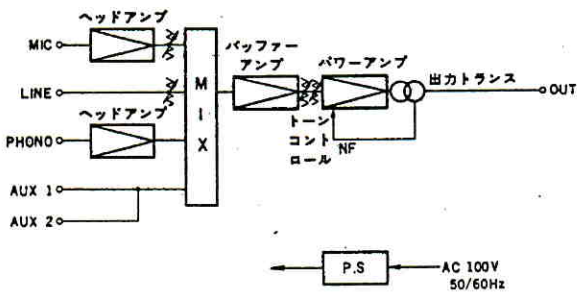 ヘッドアンプ
MIC
LINE
ヘッドアンプ
PHONO
AUX 1
AUX 2
MIX
バッファー
アンプ
パワーアンプ
トーン
コント
ロール
NF
出力トランス
OUT
P.S
AC 100V
50/60Hz